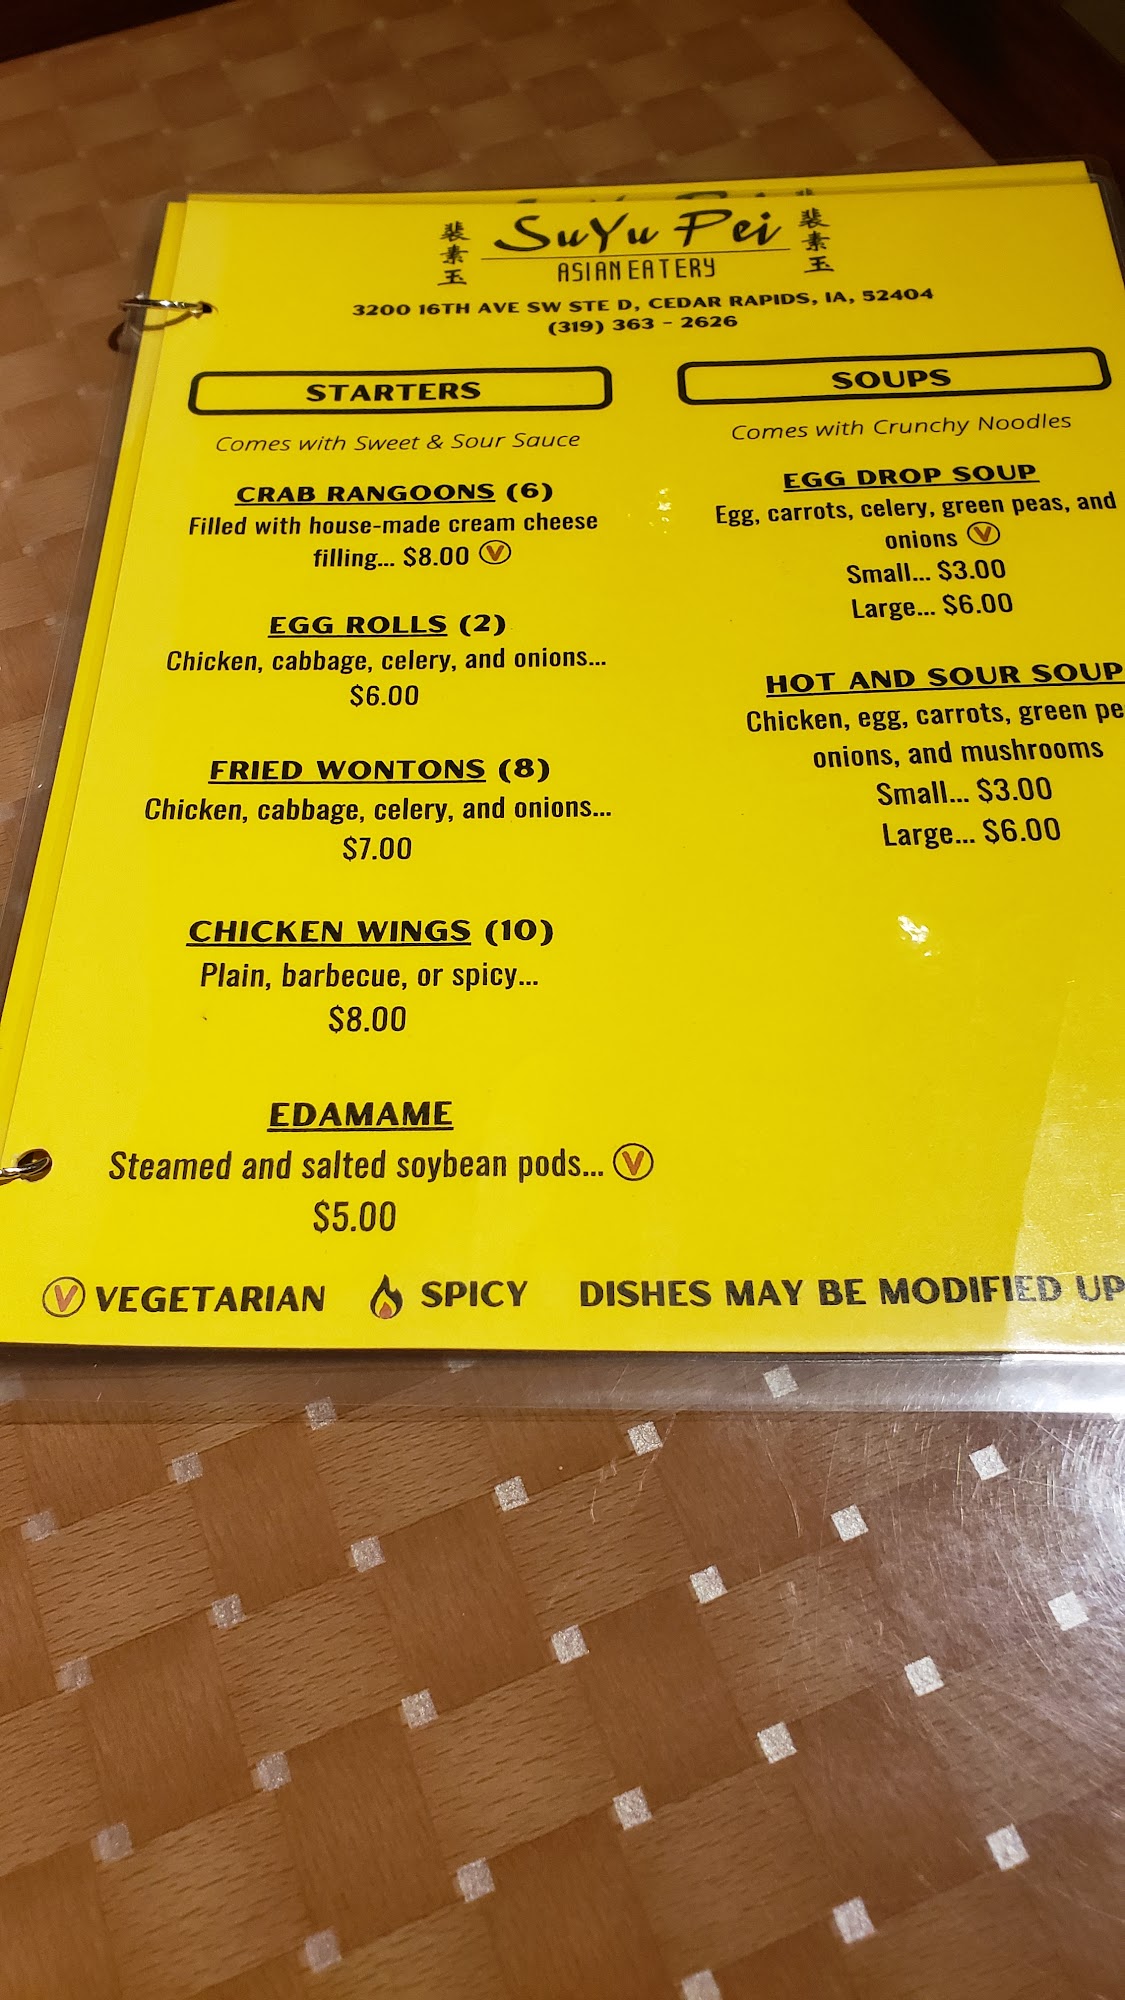 裴素玉
SuYu Pei
裴素玉
ASIAN EATERY
3200 16TH AVE SW STE D, CEDAR RAPIDS, IA, 52404
(319) 363 - 2626
STARTERS
Comes with Sweet & Sour Sauce
CRAB RANGOONS (6)
Filled with house-made cream cheese
filling... $8.00 V
EGG ROLLS (2)
Chicken, cabbage, celery, and onions...
$6.00
FRIED WONTONS (8)
Chicken, cabbage, celery, and onions...
$7.00
CHICKEN WINGS (10)
Plain, barbecue, or spicy...
$8.00
EDAMAME
Steamed and salted soybean pods... V
$5.00
SOUPS
Comes with Crunchy Noodles
EGG DROP SOUP
Egg, carrots, celery, green peas, and
onions V
Small... $3.00
Large... $6.00
HOT AND SOUR SOUP
Chicken, egg, carrots, green
onions, and mushrooms
Small... $3.00
Large... $6.00
V VEGETARIAN SPICY DISHES MAY BE MODIFIED UP